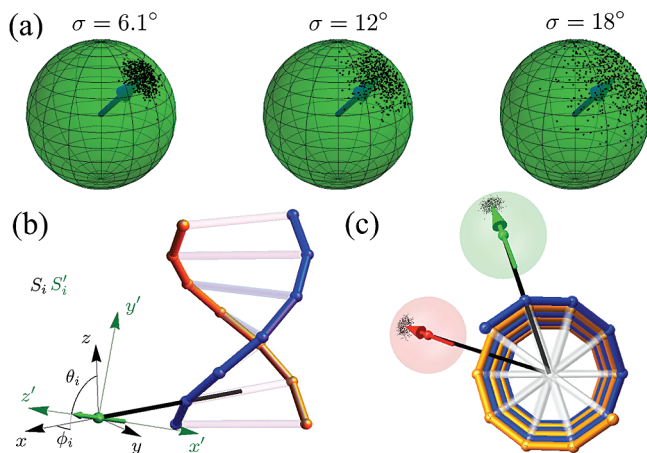 (a)
σ = 6.1° σ = 12° σ = 18°
(b) (c)
S_i S'_i
y'
z
θ_i
z'
x ϕ_i y x'